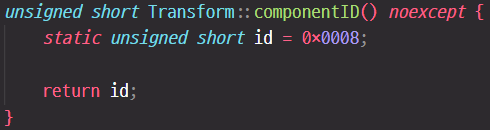 unsigned short Transform::componentID() noexcept {
static unsigned short id = 0x0008;
return id;
}